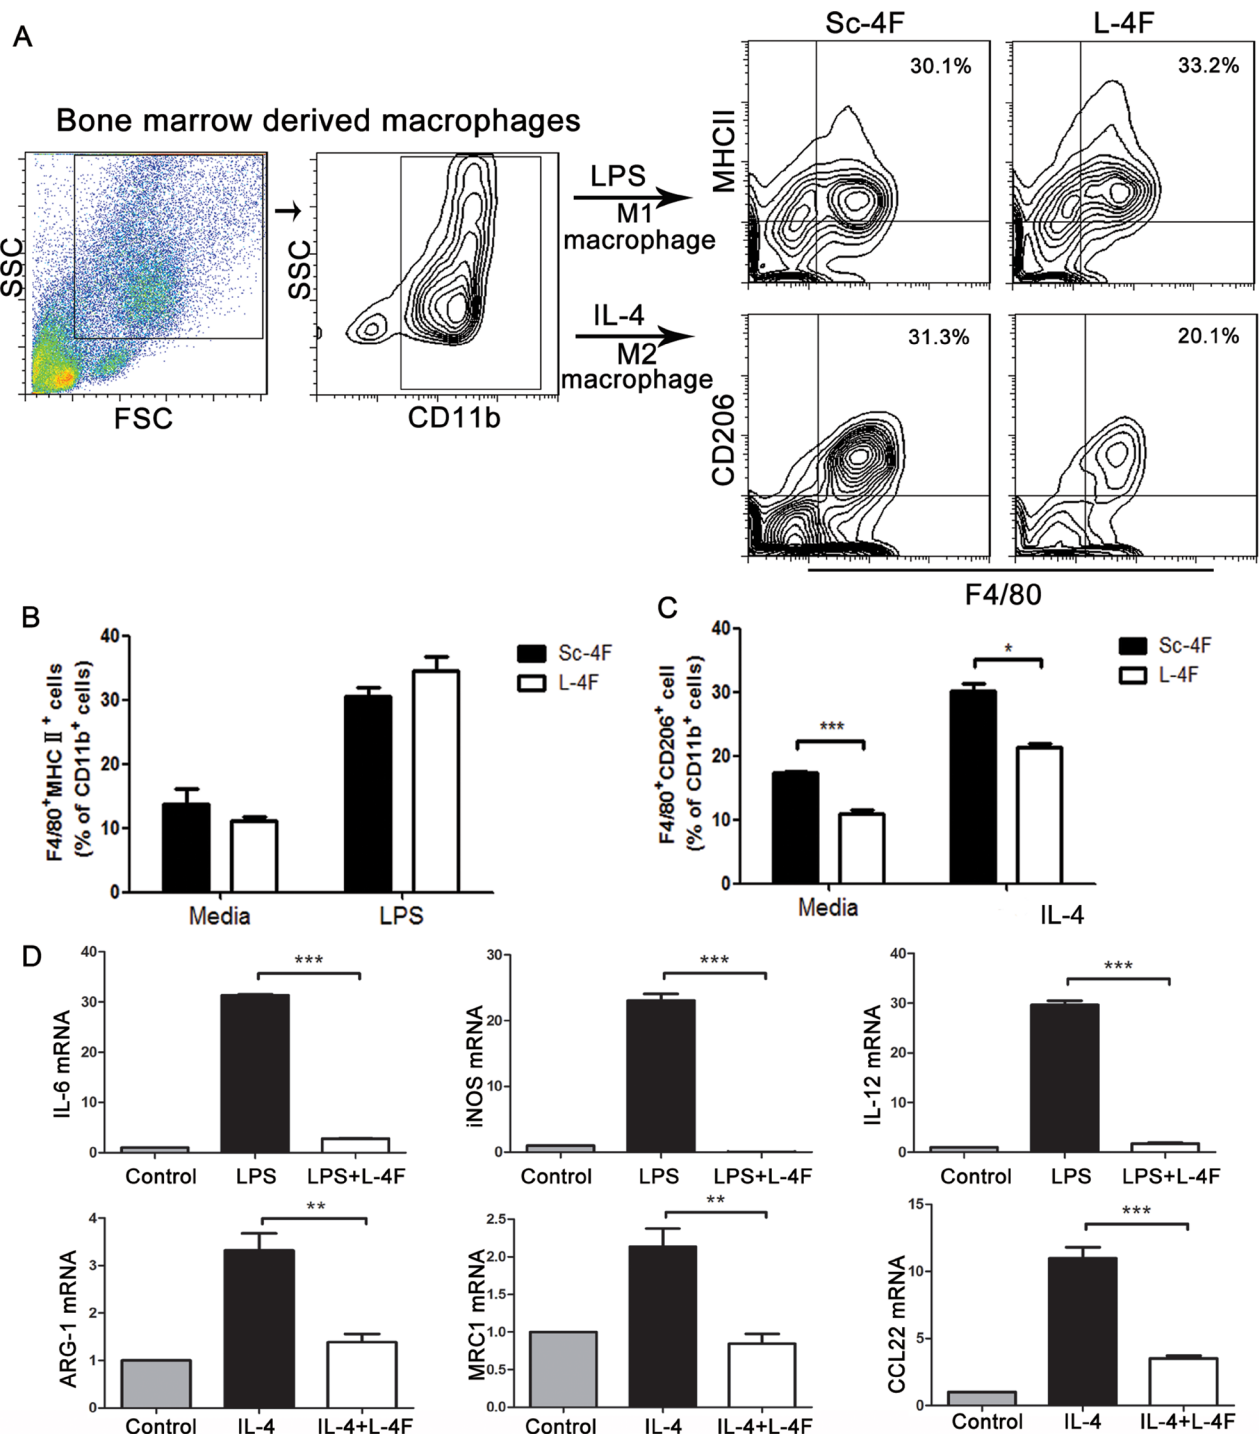 A
Sc-4F
L-4F
Bone marrow derived macrophages
SSC
FSC
SSC
CD11b
LPS
M1
macrophage
IL-4
M2
macrophage
MHCII
30.1%
33.2%
CD206
31.3%
20.1%
F4/80
B
F4/80+MHC II + cells
(% of CD11b+ cells)
40
30
20
10
0
Media
LPS
Sc-4F
L-4F
C
F4/80+CD206+ cell
(% of CD11b+ cells)
40
30
20
10
0
***
*
Media
IL-4
Sc-4F
L-4F
D
IL-6 mRNA
40
30
20
10
0
***
Control
LPS
LPS+L-4F
iNOS mRNA
30
20
10
0
***
Control
LPS
LPS+L-4F
IL-12 mRNA
40
30
20
10
0
***
Control
LPS
LPS+L-4F
ARG-1 mRNA
4
3
2
1
0
**
Control
IL-4
IL-4+L-4F
MRC1 mRNA
2.5
2.0
1.5
1.0
0.5
0.0
**
Control
IL-4
IL-4+L-4F
CCL22 mRNA
15
10
5
0
***
Control
IL-4
IL-4+L-4F